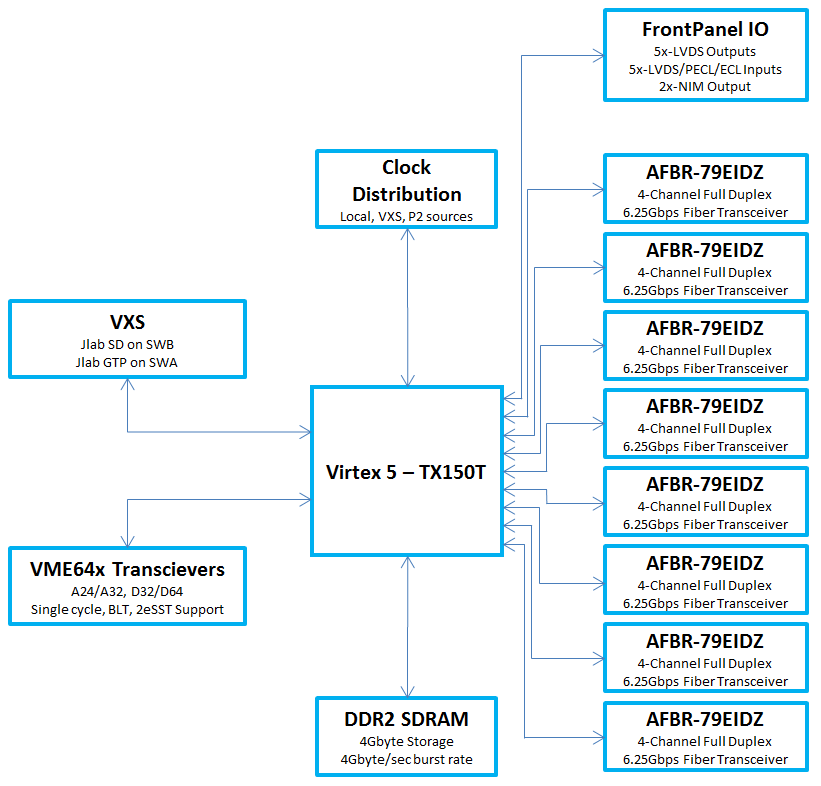 FrontPanel IO
5x-LVDS Outputs
5x-LVDS/PECL/ECL Inputs
2x-NIM Output
Clock
Distribution
Local, VXS, P2 sources
AFBR-79EIDZ
4-Channel Full Duplex
6.25Gbps Fiber Transceiver
AFBR-79EIDZ
4-Channel Full Duplex
6.25Gbps Fiber Transceiver
VXS
Jlab SD on SWB
Jlab GTP on SWA
AFBR-79EIDZ
4-Channel Full Duplex
6.25Gbps Fiber Transceiver
AFBR-79EIDZ
4-Channel Full Duplex
6.25Gbps Fiber Transceiver
Virtex 5 – TX150T
AFBR-79EIDZ
4-Channel Full Duplex
6.25Gbps Fiber Transceiver
VME64x Transcievers
A24/A32, D32/D64
Single cycle, BLT, 2eSST Support
AFBR-79EIDZ
4-Channel Full Duplex
6.25Gbps Fiber Transceiver
AFBR-79EIDZ
4-Channel Full Duplex
6.25Gbps Fiber Transceiver
DDR2 SDRAM
4Gbyte Storage
4Gbyte/sec burst rate
AFBR-79EIDZ
4-Channel Full Duplex
6.25Gbps Fiber Transceiver